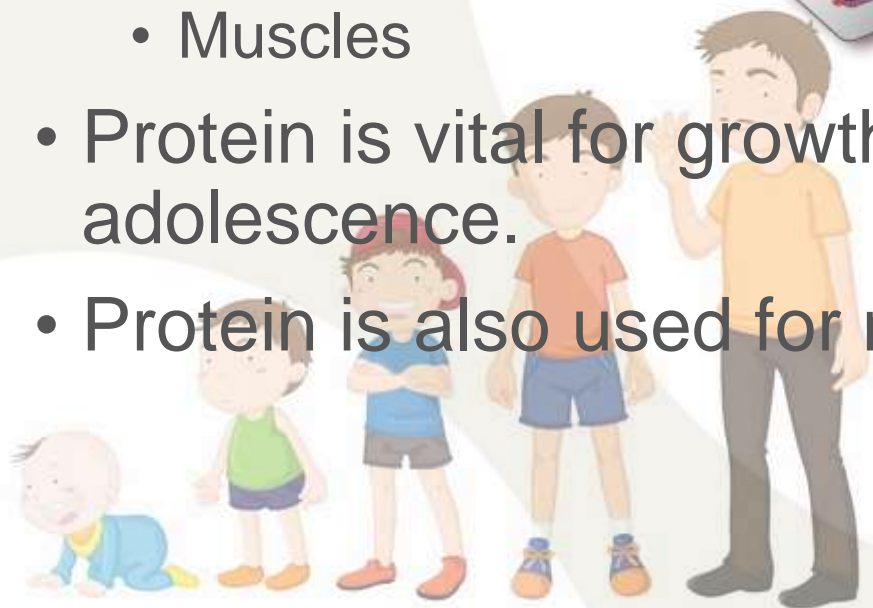 • Muscles
• Protein is vital for growth
adolescence.
• Protein is also used for